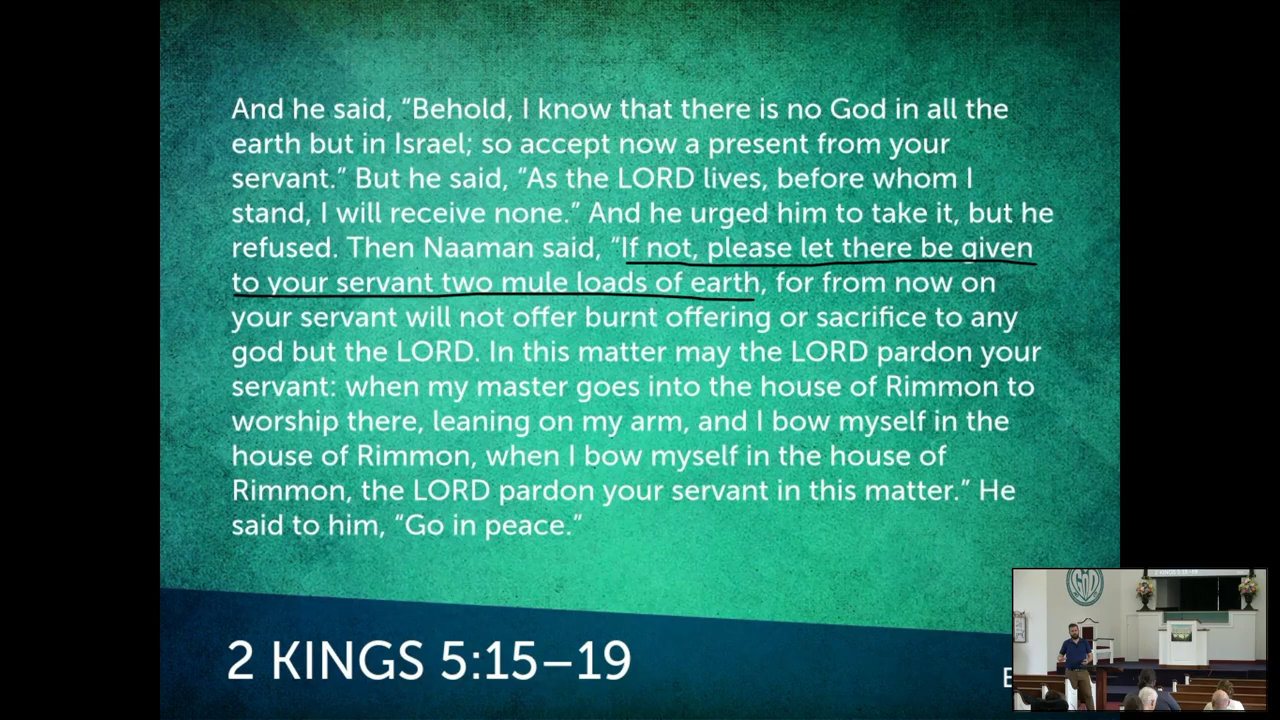 And he said, “Behold, I know that there is no God in all the
earth but in Israel; so accept now a present from your
servant.” But he said, “As the LORD lives, before whom I
stand, I will receive none.” And he urged him to take it, but he
refused. Then Naaman said, “If not, please let there be given
to your servant two mule loads of earth, for from now on
your servant will not offer burnt offering or sacrifice to any
god but the LORD. In this matter may the LORD pardon your
servant: when my master goes into the house of Rimmon to
worship there, leaning on my arm, and I bow myself in the
house of Rimmon, when I bow myself in the house of
Rimmon, the LORD pardon your servant in this matter.” He
said to him, “Go in peace.”
2 KINGS 5:15–19
GOD